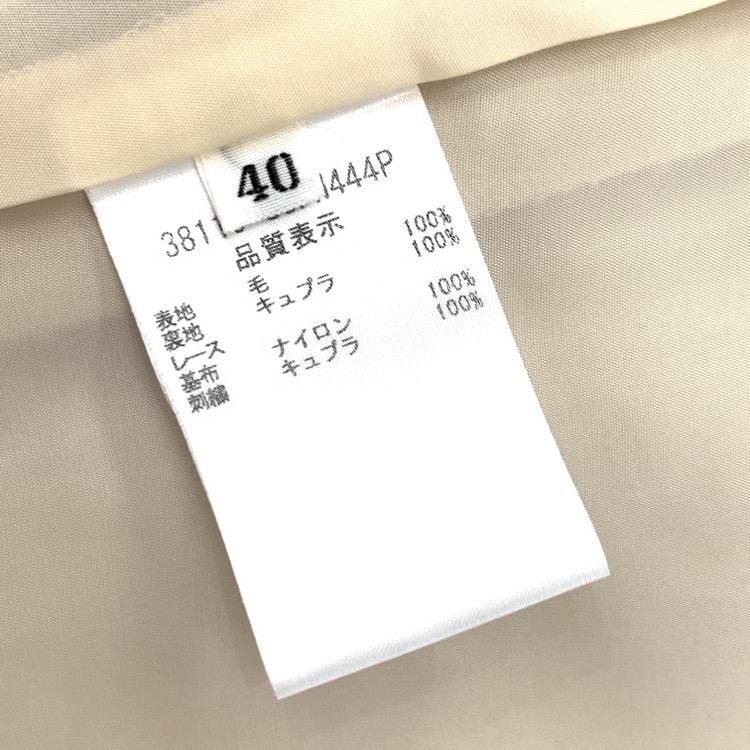 40
3811 444P
品質表示
表地 毛 100%
裏地 キュプラ 100%
レース
基布 ナイロン 100%
刺繍 キュプラ 100%